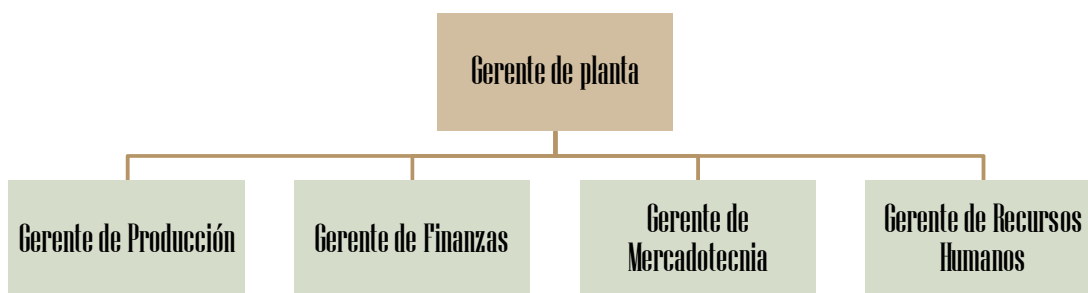 Gerente de planta
Gerente de Producción
Gerente de Finanzas
Gerente de
Mercadotecnia
Gerente de Recursos
Humanos